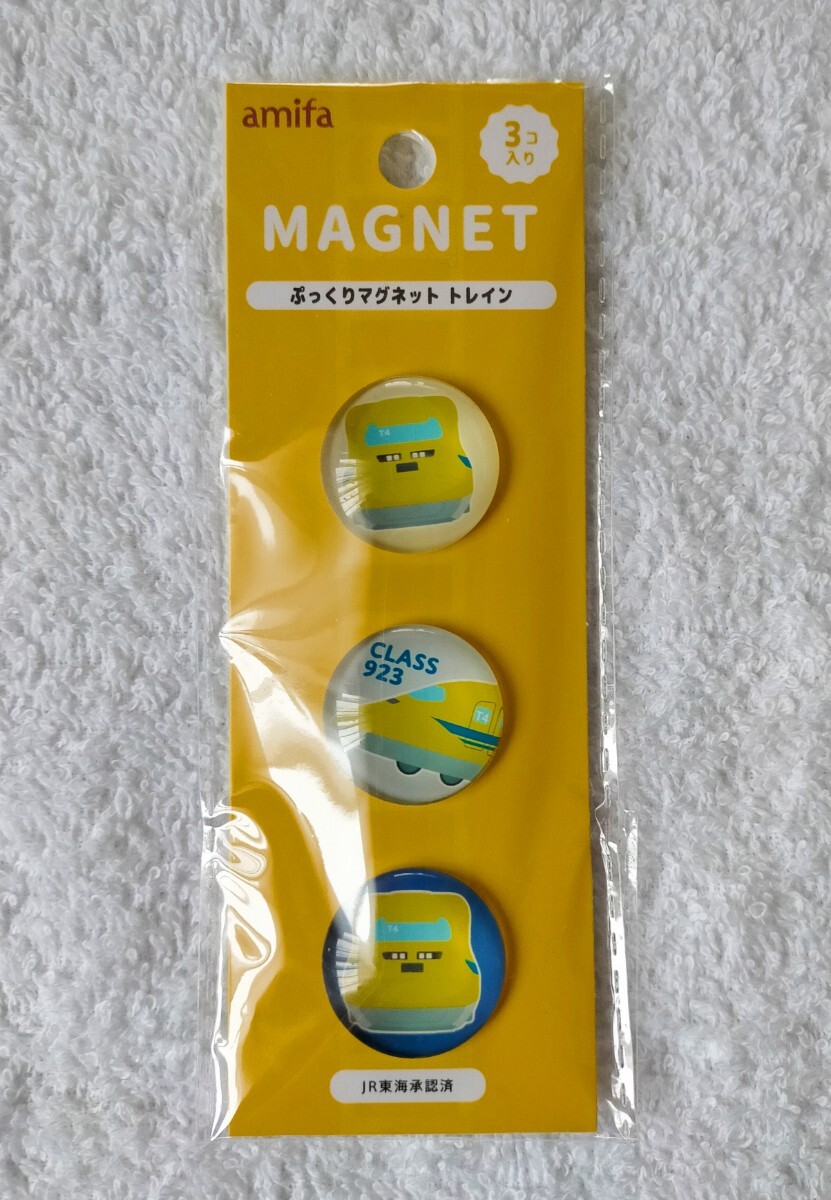 amifa
3コ
入り
MAGNET
ぷっくりマグネット トレイン
T4
CLASS
923
T4
T4
JR東海承認済